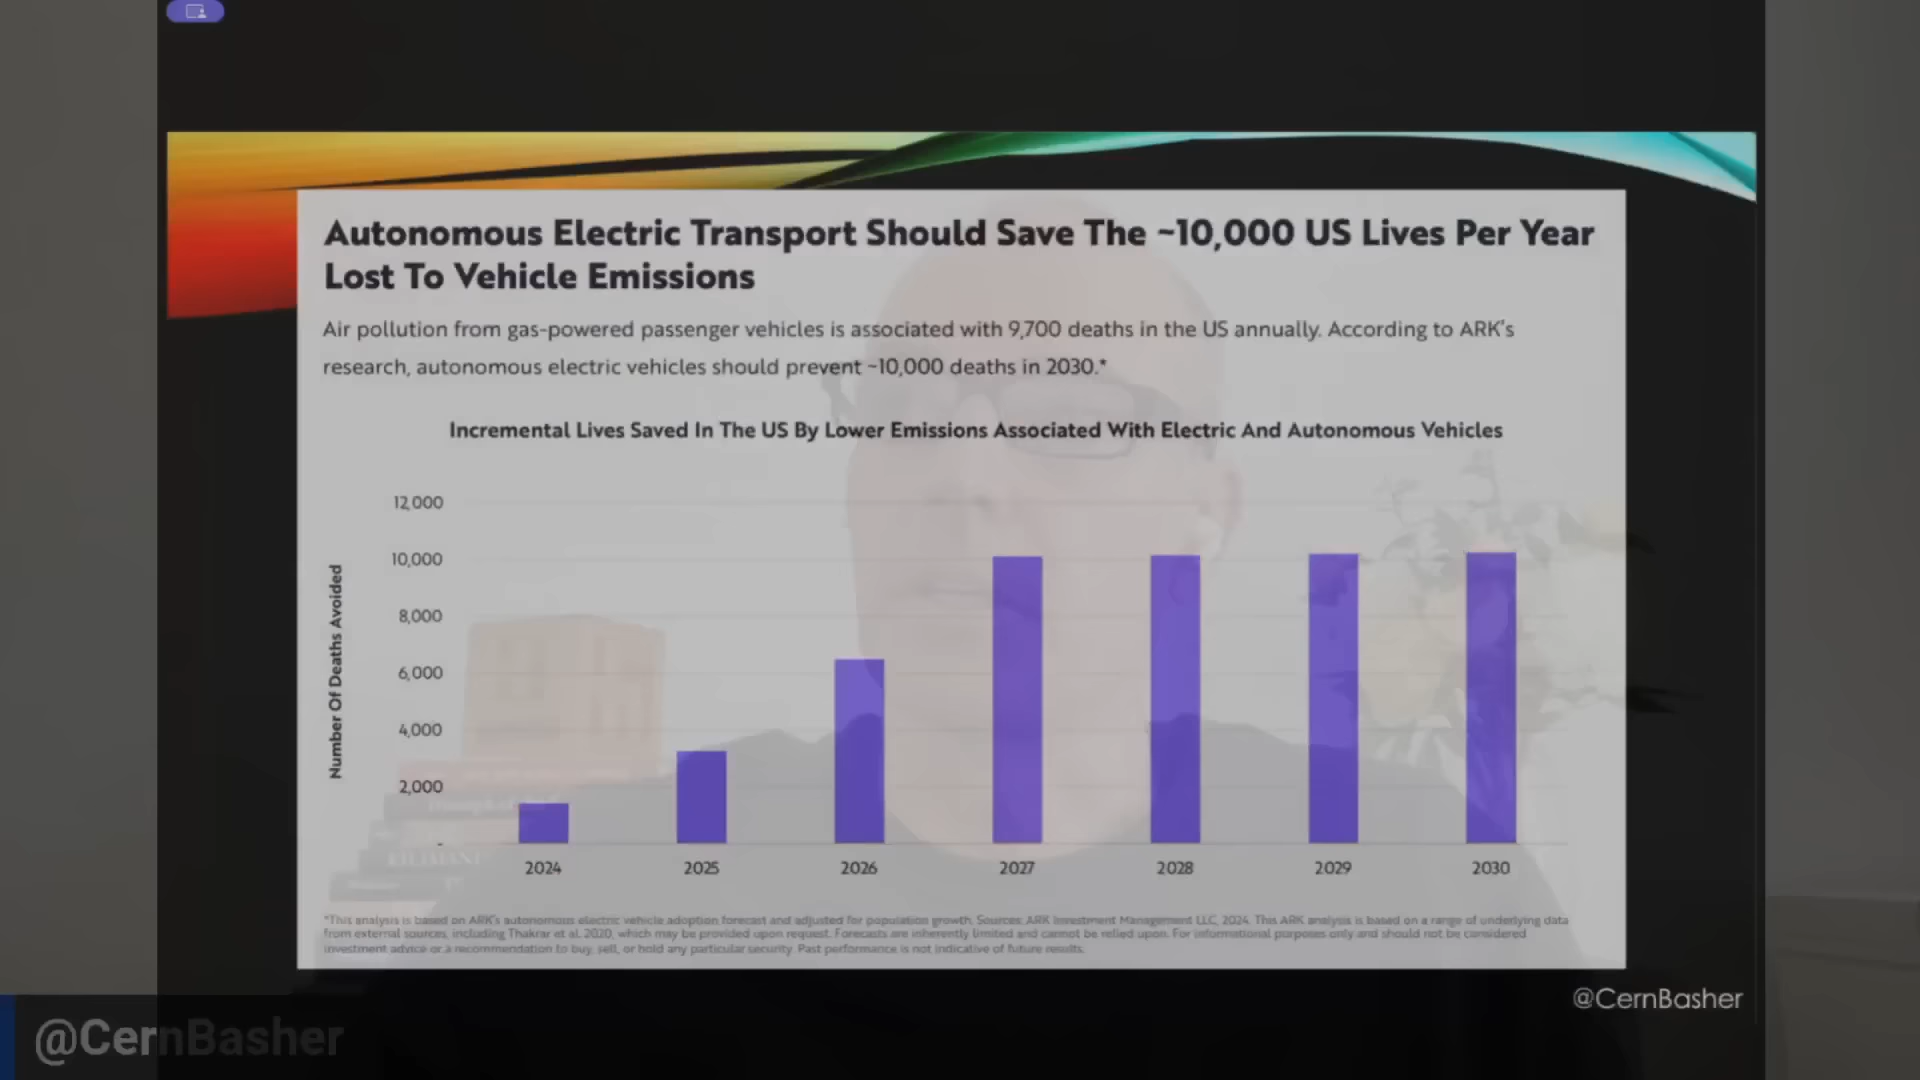 Autonomous Electric Transport Should Save The ~10,000 US Lives Per Year
Lost To Vehicle Emissions
Air pollution from gas-powered passenger vehicles is associated with 9,700 deaths in the US annually. According to ARK's
research, autonomous electric vehicles should prevent ~10,000 deaths in 2030.*
Incremental Lives Saved In The US By Lower Emissions Associated With Electric And Autonomous Vehicles
Number Of Deaths Avoided
12,000
10,000
8,000
6,000
4,000
2,000
-
2024 2025 2026 2027 2028 2029 2030
*This analysis is based on ARK's autonomous electric vehicle adoption forecast and adjusted for population growth. Sources: ARK Investment Management LLC, 2024. This ARK analysis is based on a range of underlying data
from external sources, including Thakrar et al. 2020, which may be provided upon request. Forecasts are inherently limited and cannot be relied upon. For informational purposes only and should not be considered
investment advice or a recommendation to buy, sell, or hold any particular security. Past performance is not indicative of future results.
@CernBasher
@CernBasher